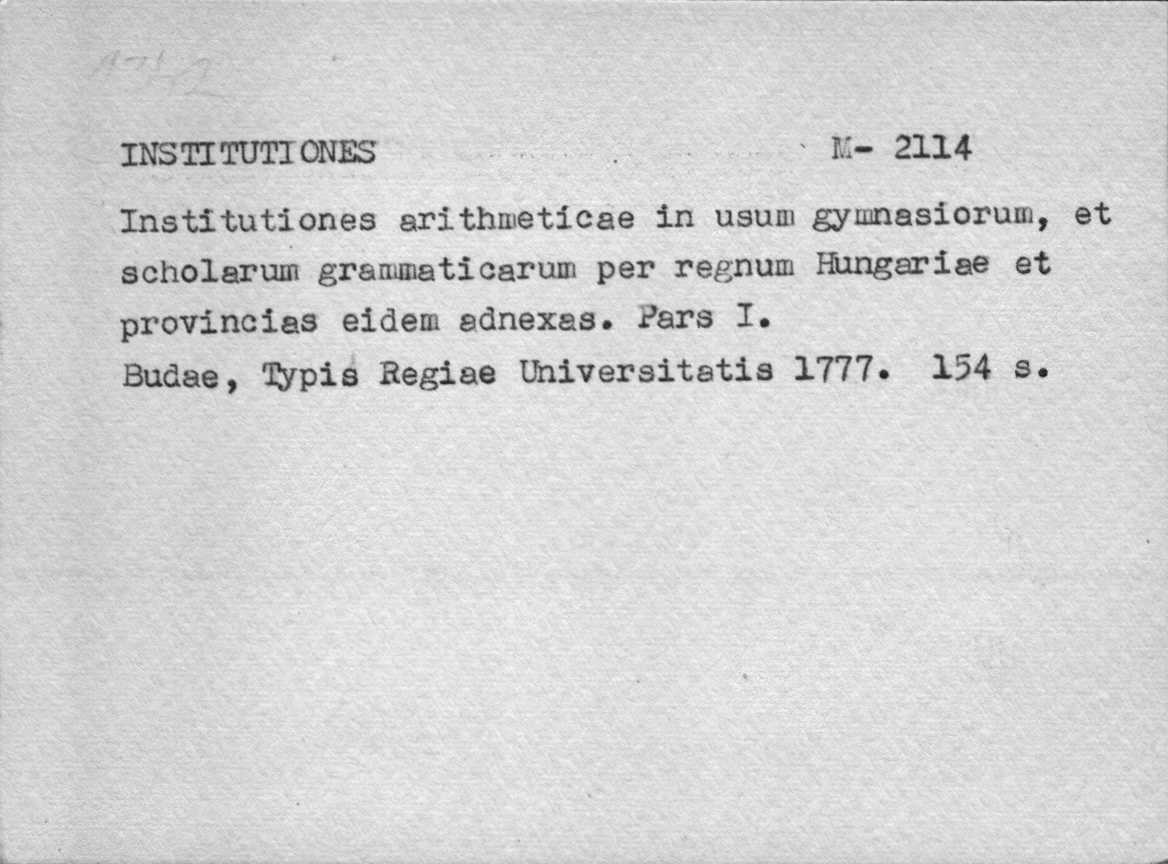 INSTITUTIONES M- 2114
Institutiones arithmeticae in usum gymnasiorum, et
scholarum grammaticarum per regnum Hungariae et
provincias eidem adnexas. Pars I.
Budae, Typis Regiae Universitatis 1777. 154 s.